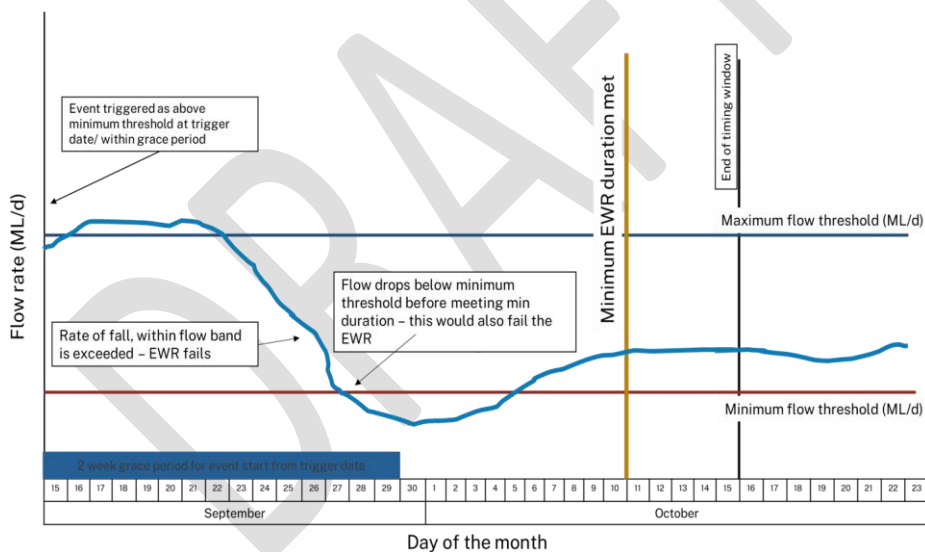 Event triggered as above
minimum threshold at trigger
date/ within grace period
Minimum EWR duration met
End of timing window
Maximum flow threshold (ML/d)
Flow rate (ML/d)
Flow drops below minimum
threshold before meeting min
duration – this would also fail the
EWR
Rate of fall, within flow band
is exceeded – EWR fails
Minimum flow threshold (ML/d)
2 week grace period for event start from trigger date
15 16 17 18 19 20 21 22 23 24 25 26 27 28 29 30 1 2 3 4 5 6 7 8 9 10 11 12 13 14 15 16 17 18 19 20 21 22 23
September October
Day of the month
DRAFT